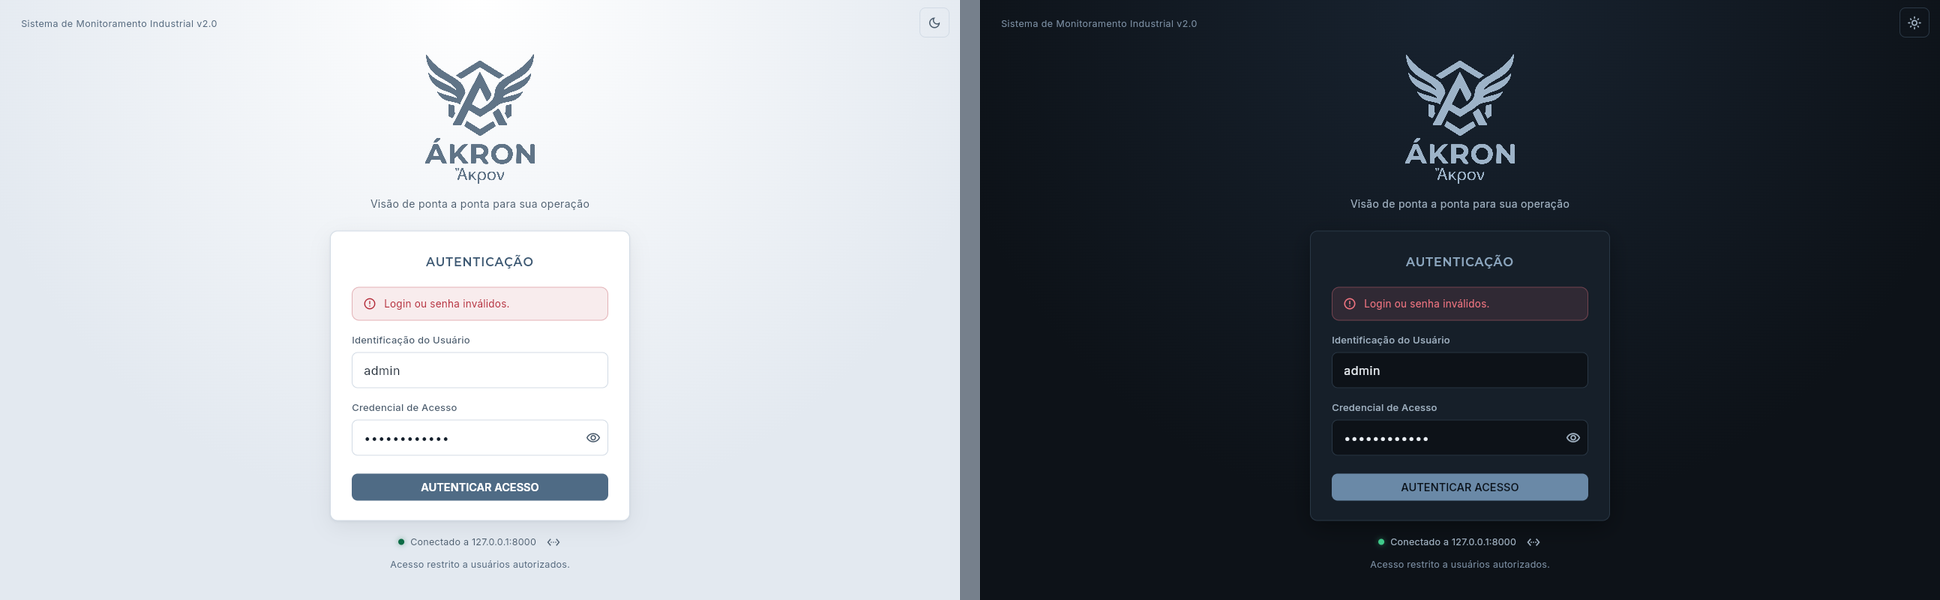 Sistema de Monitoramento Industrial v2.0
ÁKRON
Ἄκρον
Visão de ponta a ponta para sua operação
AUTENTICAÇÃO
Login ou senha inválidos.
Identificação do Usuário
admin
Credencial de Acesso
••••••••••••
AUTENTICAR ACESSO
Conectado a 127.0.0.1:8000
Acesso restrito a usuários autorizados.
Sistema de Monitoramento Industrial v2.0
ÁKRON
Ἄκρον
Visão de ponta a ponta para sua operação
AUTENTICAÇÃO
Login ou senha inválidos.
Identificação do Usuário
admin
Credencial de Acesso
••••••••••••
AUTENTICAR ACESSO
Conectado a 127.0.0.1:8000
Acesso restrito a usuários autorizados.